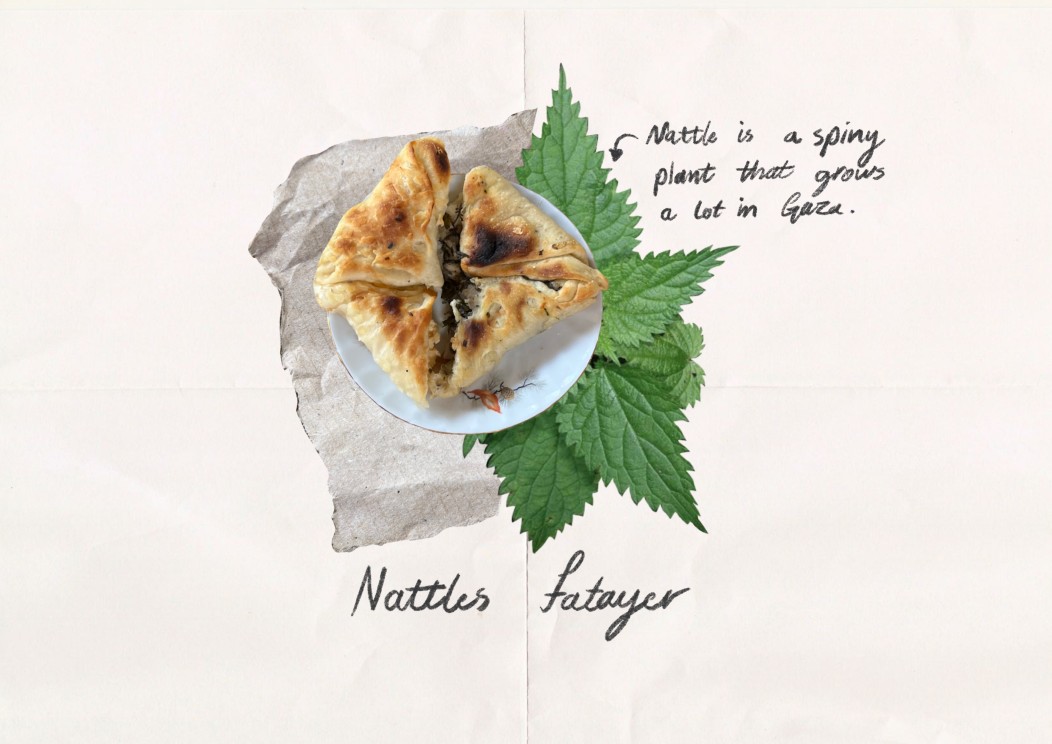 Nattle is a spiny
plant that grows
a lot in Gaza.
Nattles Fatayer